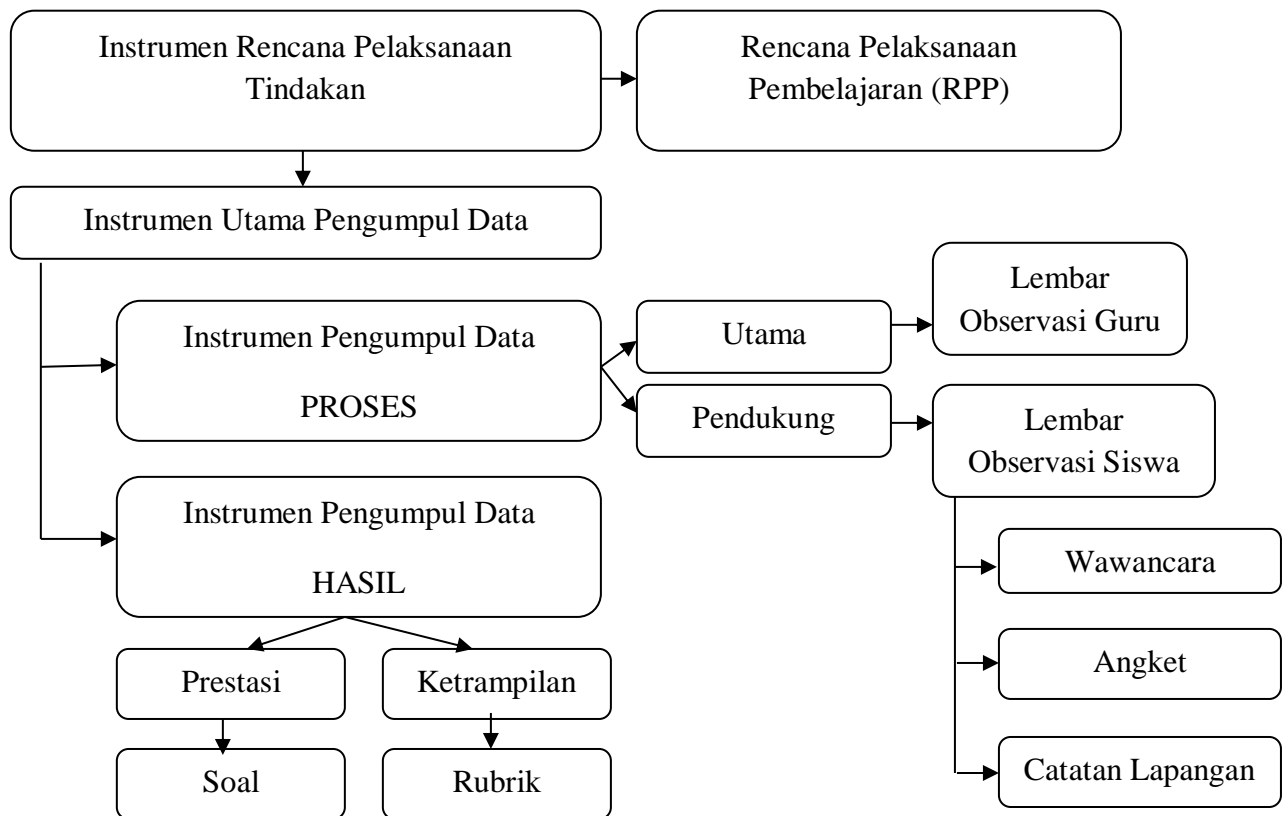 Instrumen Rencana Pelaksanaan
Tindakan
Rencana Pelaksanaan
Pembelajaran (RPP)
Instrumen Utama Pengumpul Data
Instrumen Pengumpul Data
PROSES
Utama
Lembar
Observasi Guru
Pendukung
Lembar
Observasi Siswa
Wawancara
Angket
Catatan Lapangan
Instrumen Pengumpul Data
HASIL
Prestasi
Ketrampilan
Soal
Rubrik